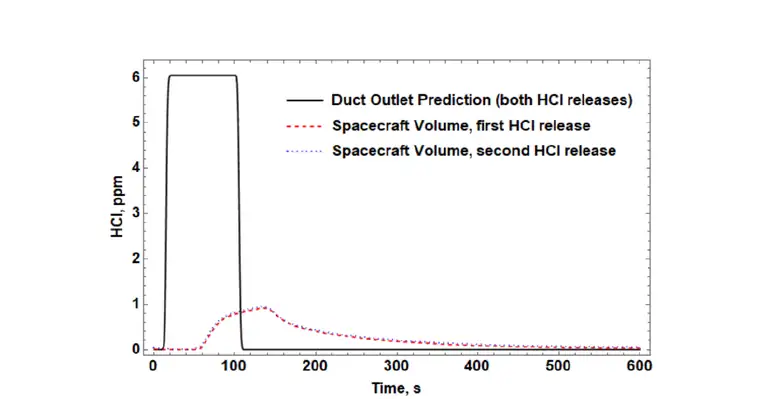 Duct Outlet Prediction (both HCl releases)
Spacecraft Volume, first HCl release
Spacecraft Volume, second HCl release
HCl, ppm
6
5
4
3
2
1
0
0 100 200 300 400 500 600
Time, s